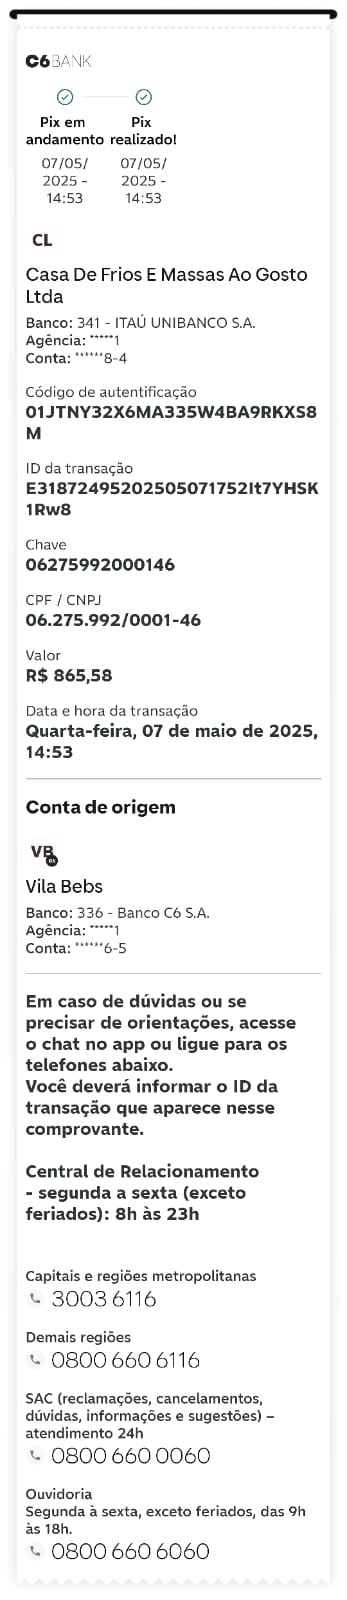 C6BANK
Pix em andamento
Pix realizado!
07/05/2025 - 14:53
07/05/2025 - 14:53
CL
Casa De Frios E Massas Ao Gosto
Ltda
Banco: 341 - ITAÚ UNIBANCO S.A.
Agência: *****1
Conta: ******8-4
Código de autentificação
01JTNY32X6MA335W4BA9RKXS8
M
ID da transação
E31872495202505071752It7YHSK
1Rw8
Chave
06275992000146
CPF / CNPJ
06.275.992/0001-46
Valor
R$ 865,58
Data e hora da transação
Quarta-feira, 07 de maio de 2025,
14:53
Conta de origem
VB
Vila Bebs
Banco: 336 - Banco C6 S.A.
Agência: *****1
Conta: ******6-5
Em caso de dúvidas ou se
precisar de orientações, acesse
o chat no app ou ligue para os
telefones abaixo.
Você deverá informar o ID da
transação que aparece nesse
comprovante.
Central de Relacionamento
- segunda a sexta (exceto
feriados): 8h às 23h
Capitais e regiões metropolitanas
3003 6116
Demais regiões
0800 660 6116
SAC (reclamações, cancelamentos,
dúvidas, informações e sugestões) –
atendimento 24h
0800 660 0060
Ouvidoria
Segunda à sexta, exceto feriados, das 9h
às 18h.
0800 660 6060